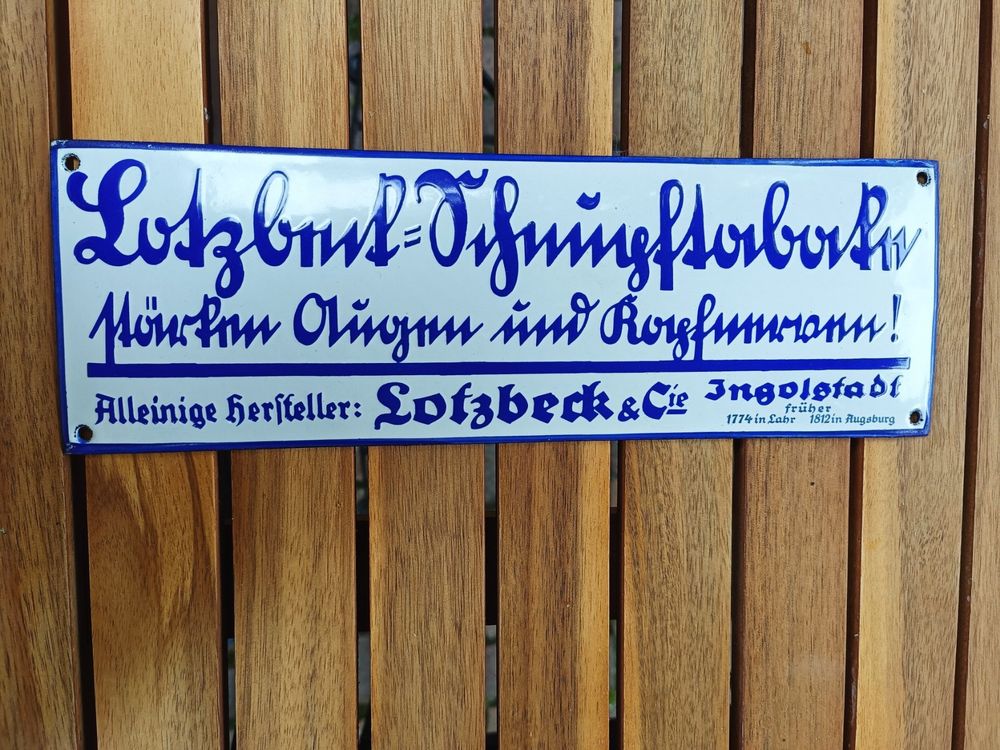 Lotzbeck-Schnupftabake
stärken Augen und Kopfnerven!
Alleinige Hersteller: Lotzbeck & Cie Ingolstadt
früher
1774 in Lahr 1812 in Augsburg